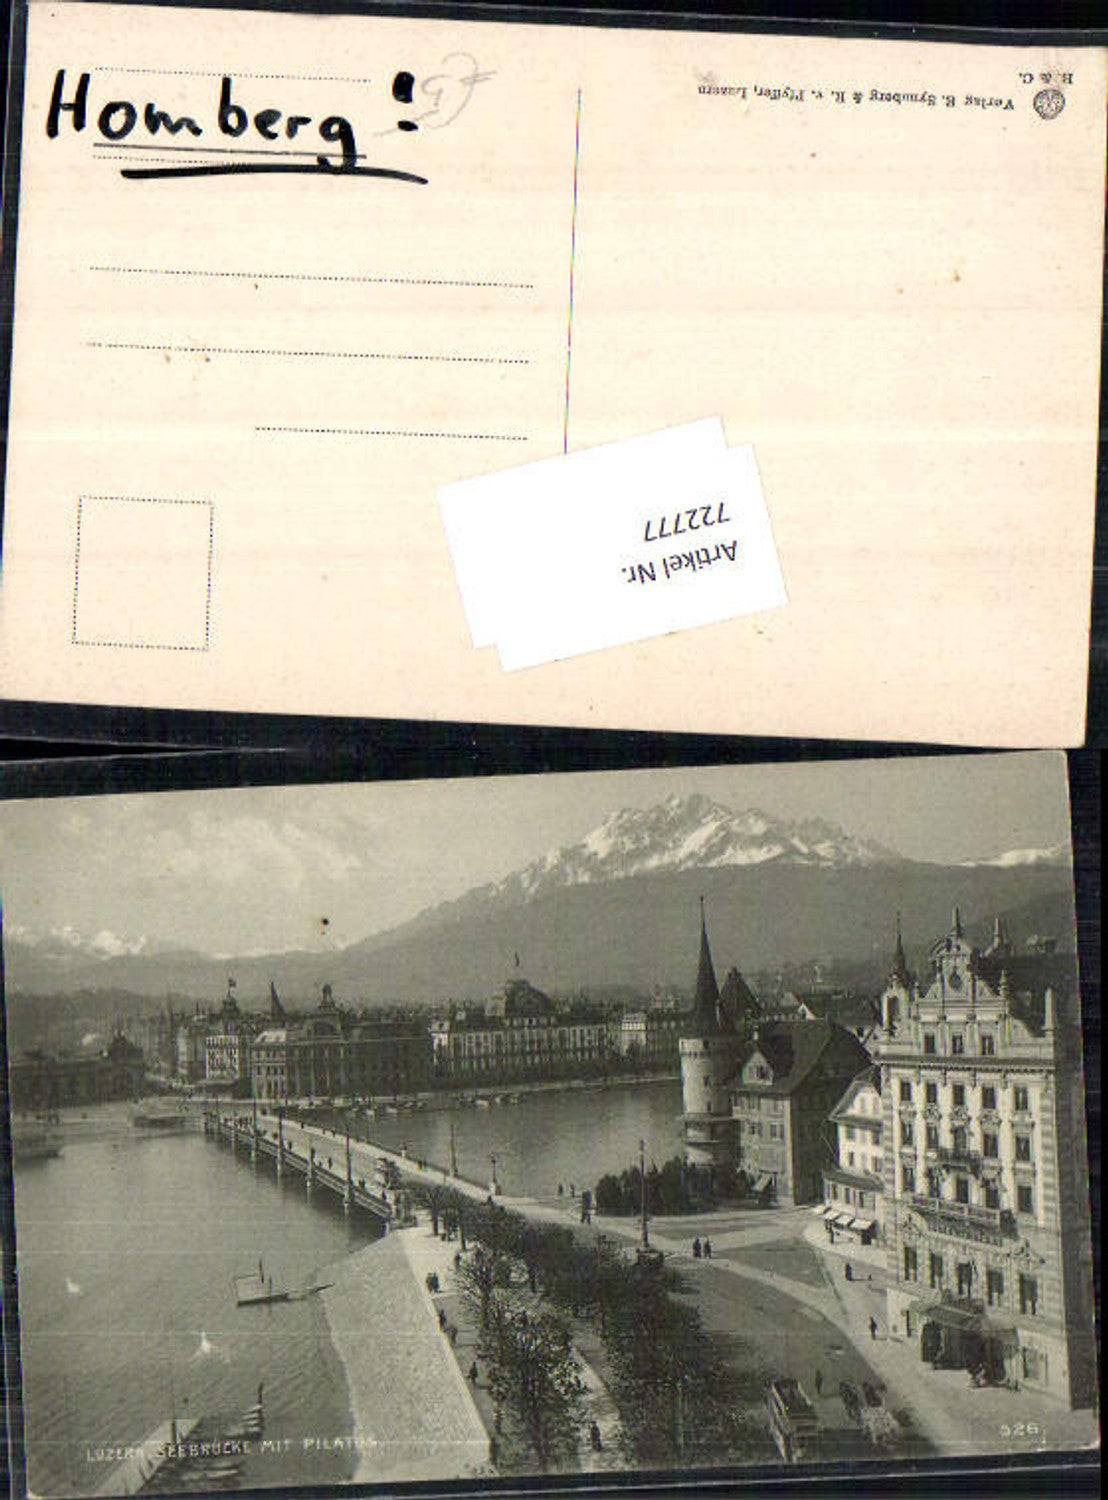 Homberg!
B. & C.
Verlag E. Synnberg & R. v. Pfyffer, Luzern
Artikel Nr.
722777
LUZERN. SEEBRÜCKE MIT PILATUS.
526